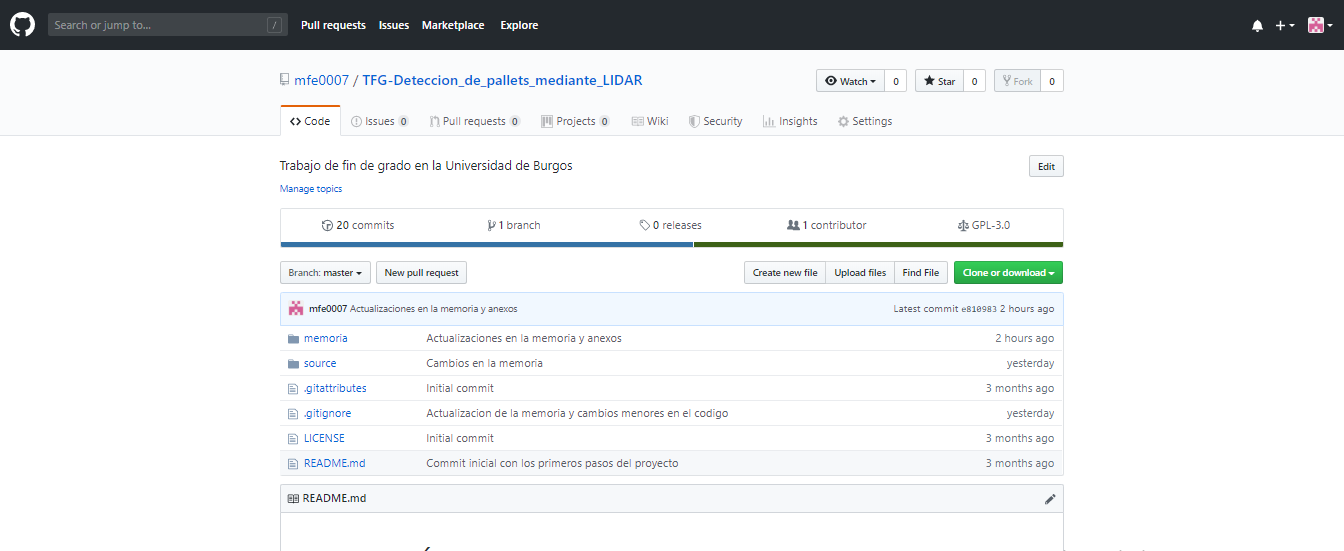 Search or jump to... / Pull requests Issues Marketplace Explore
mfe0007 / TFG-Deteccion_de_pallets_mediante_LIDAR Watch 0 Star 0 Fork 0
Code Issues 0 Pull requests 0 Projects 0 Wiki Security Insights Settings
Trabajo de fin de grado en la Universidad de Burgos Edit
Manage topics
20 commits 1 branch 0 releases 1 contributor GPL-3.0
Branch: master New pull request Create new file Upload files Find File Clone or download
mfe0007 Actualizaciones en la memoria y anexos Latest commit e810983 2 hours ago
memoria Actualizaciones en la memoria y anexos 2 hours ago
source Cambios en la memoria yesterday
.gitattributes Initial commit 3 months ago
.gitignore Actualizacion de la memoria y cambios menores en el codigo yesterday
LICENSE Initial commit 3 months ago
README.md Commit inicial con los primeros pasos del proyecto 3 months ago
README.md